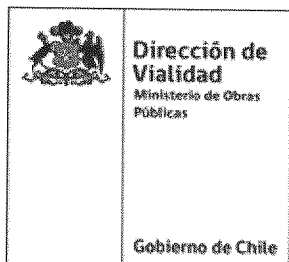 Dirección de
Vialidad
Ministerio de Obras
Públicas
Gobierno de Chile